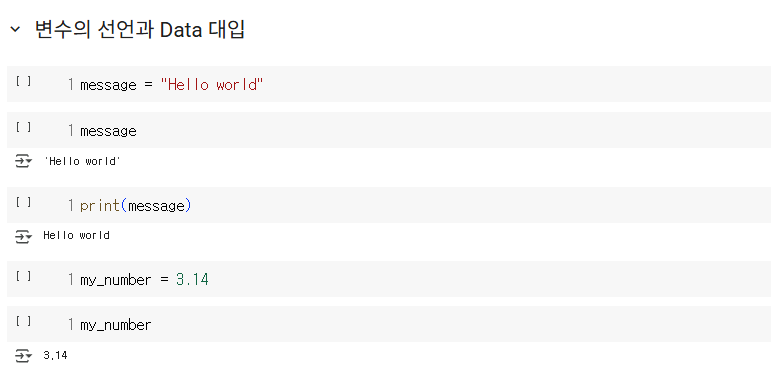 변수의 선언과 Data 대입
[ ] 1 message = "Hello world"
[ ] 1 message
'Hello world'
[ ] 1 print(message)
Hello world
[ ] 1 my_number = 3.14
[ ] 1 my_number
3.14